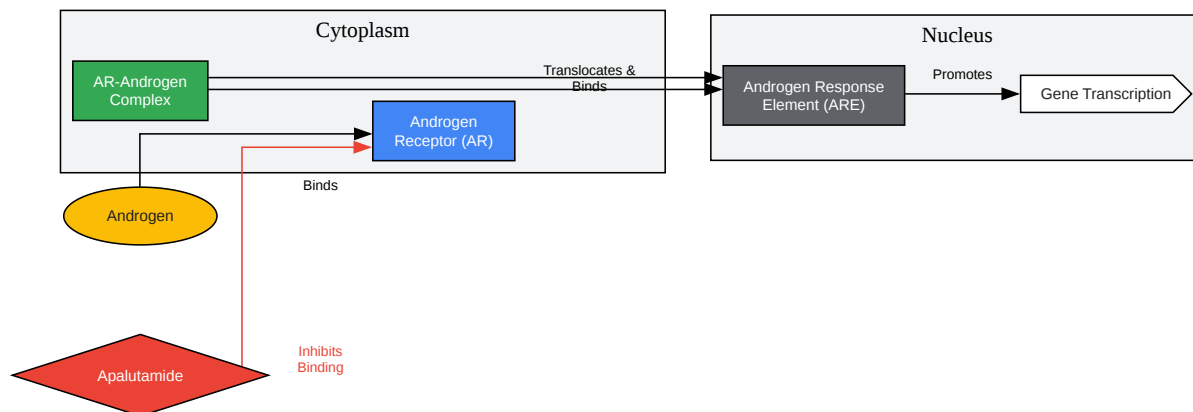 Cytoplasm
Nucleus
AR-Androgen
Complex
Translocates &
Binds
Androgen Response
Element (ARE)
Promotes
Gene Transcription
Androgen
Receptor (AR)
Binds
Androgen
Inhibits
Binding
Apalutamide